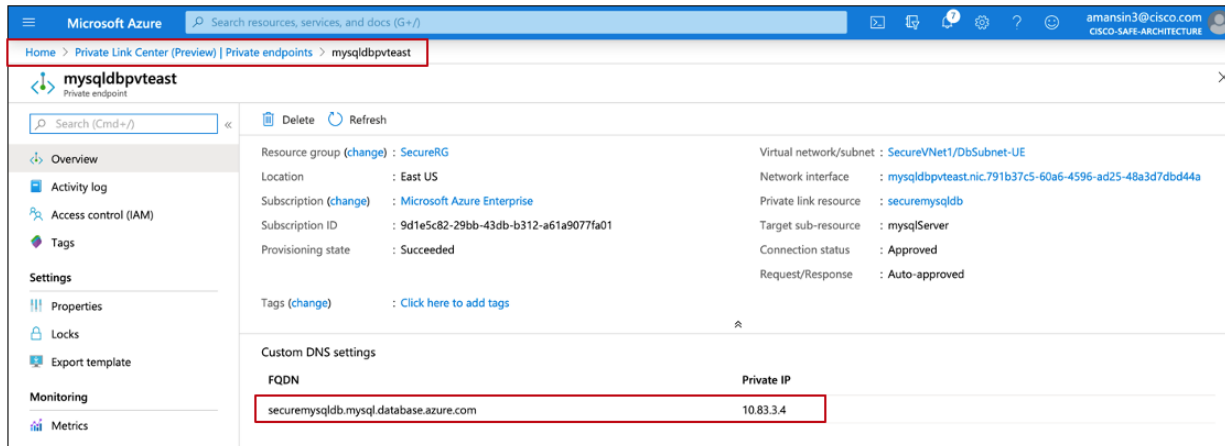 Microsoft Azure
Search resources, services, and docs (G+/)
7
amansin3@cisco.com
CISCO-SAFE-ARCHITECTURE
Home > Private Link Center (Preview) | Private endpoints > mysqldbpvteast
mysqldbpvteast
Private endpoint
Search (Cmd+/)
Delete Refresh
Overview
Activity log
Access control (IAM)
Tags
Settings
Properties
Locks
Export template
Monitoring
Metrics
Resource group (change) : SecureRG
Location : East US
Subscription (change) : Microsoft Azure Enterprise
Subscription ID : 9d1e5c82-29bb-43db-b312-a61a9077fa01
Provisioning state : Succeeded
Tags (change) : Click here to add tags
Virtual network/subnet : SecureVNet1/DbSubnet-UE
Network interface : mysqldbpvteast.nic.791b37c5-60a6-4596-ad25-48a3d7dbd44a
Private link resource : securemysqldb
Target sub-resource : mysqlServer
Connection status : Approved
Request/Response : Auto-approved
Custom DNS settings
FQDN Private IP
securemysqldb.mysql.database.azure.com 10.83.3.4